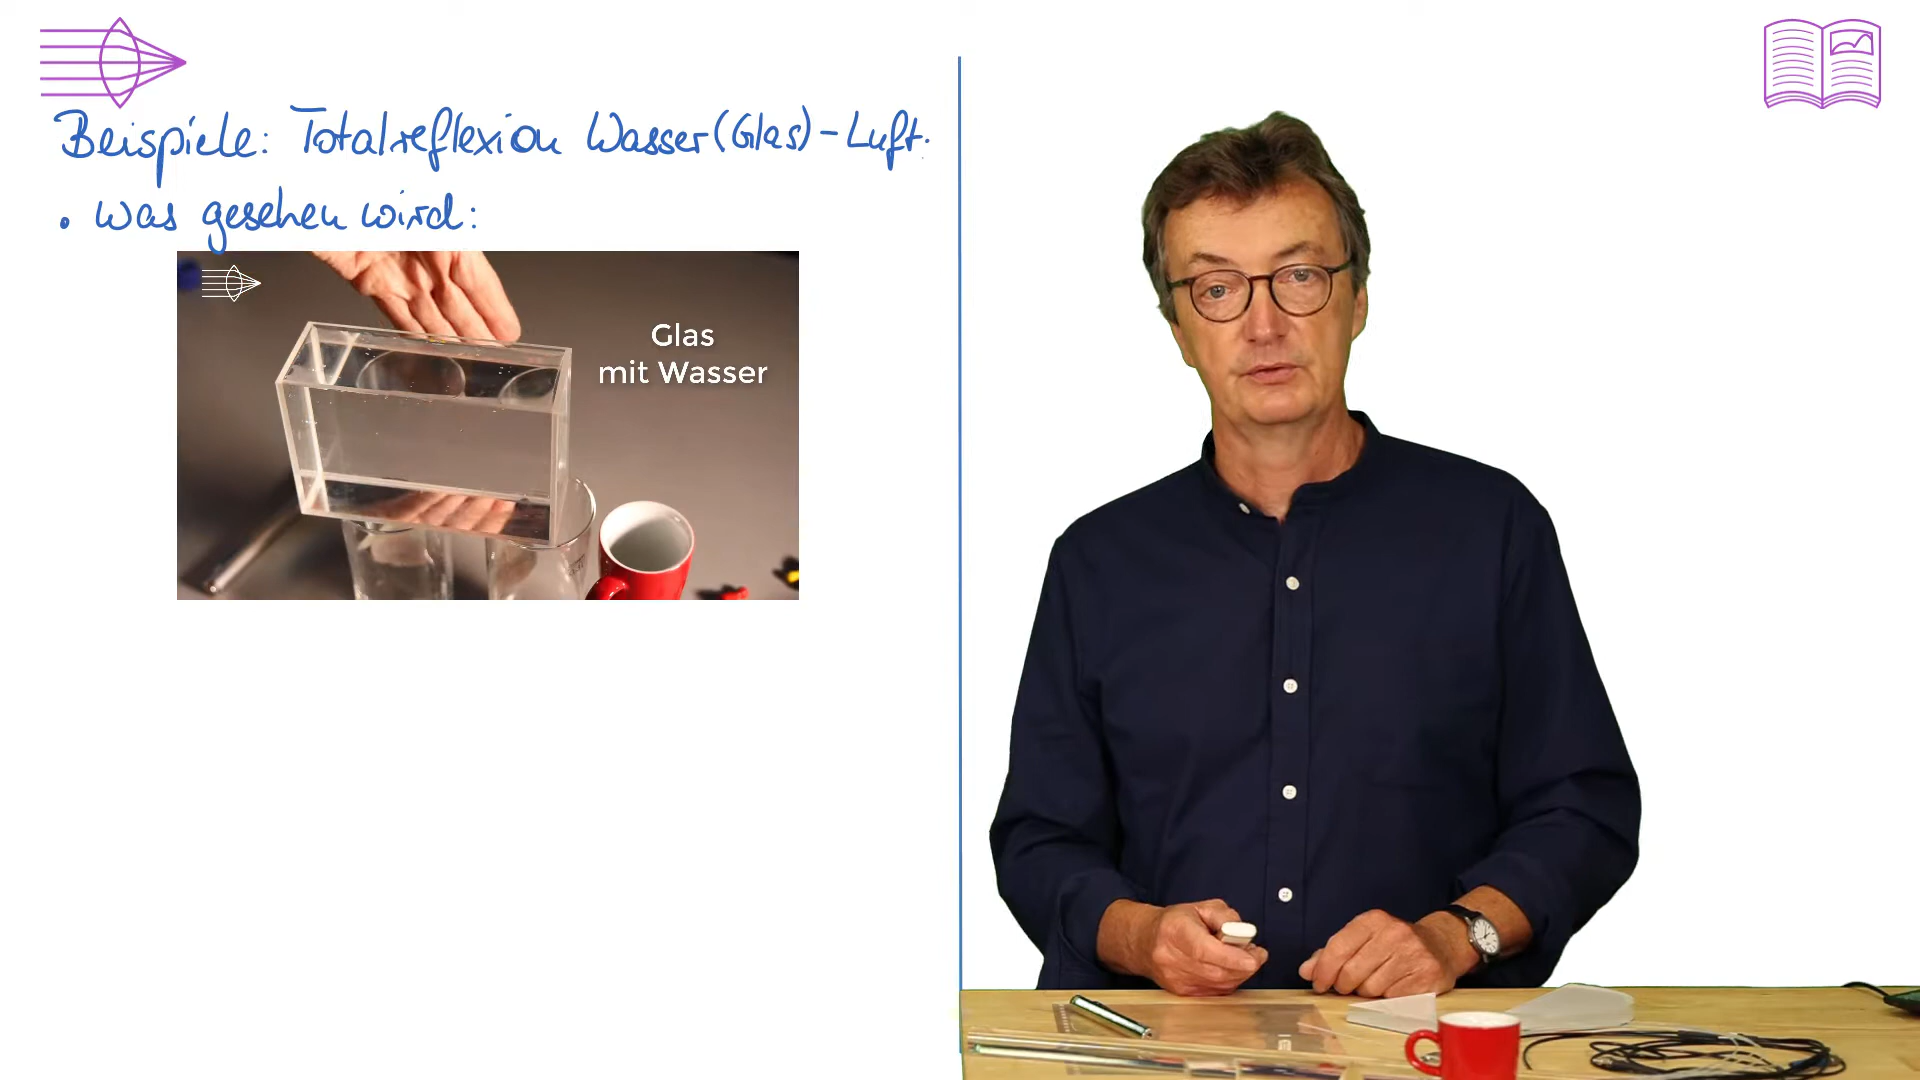 Beispiele: Totalreflexion Wasser(Glas)-Luft.
• was gesehen wird:
Glas
mit Wasser